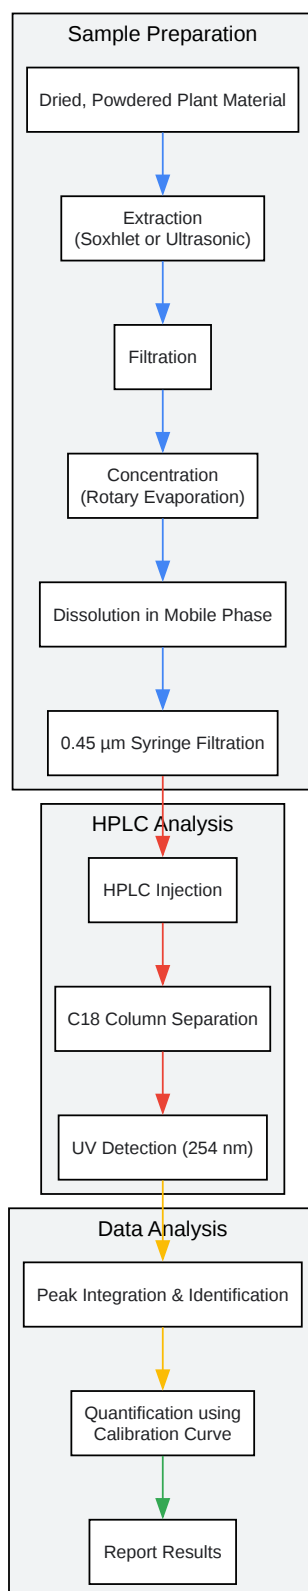 Sample Preparation
Dried, Powdered Plant Material
Extraction
(Soxhlet or Ultrasonic)
Filtration
Concentration
(Rotary Evaporation)
Dissolution in Mobile Phase
0.45 µm Syringe Filtration
HPLC Analysis
HPLC Injection
C18 Column Separation
UV Detection (254 nm)
Data Analysis
Peak Integration & Identification
Quantification using
Calibration Curve
Report Results